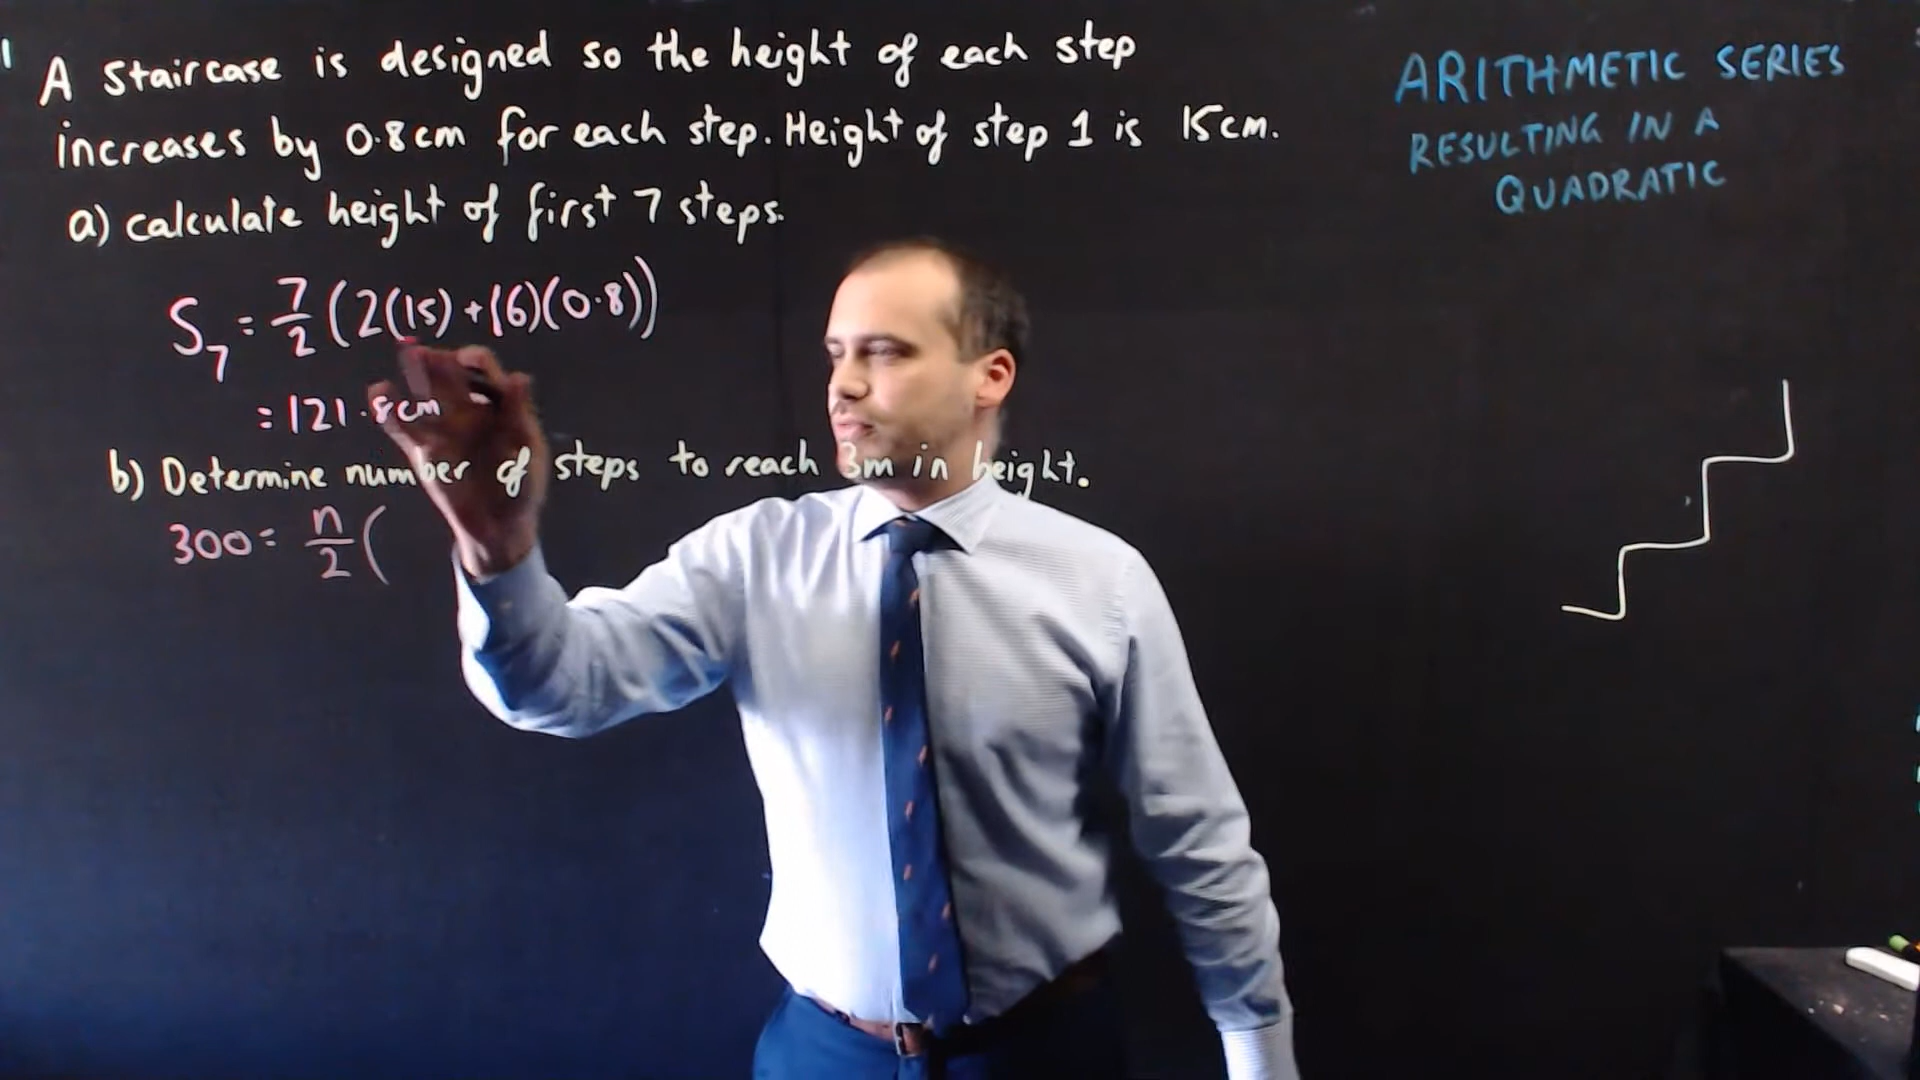 A Staircase is designed so the height of each step
increases by 0.8cm for each step. Height of step 1 is 15cm.
a) calculate height of first 7 steps.
S₇ = 7/2 (2(15) + (6)(0.8))
= 121.8cm
b) Determine number of steps to reach 3m in height.
300 = n/2 (
ARITHMETIC SERIES
RESULTING IN A
QUADRATIC